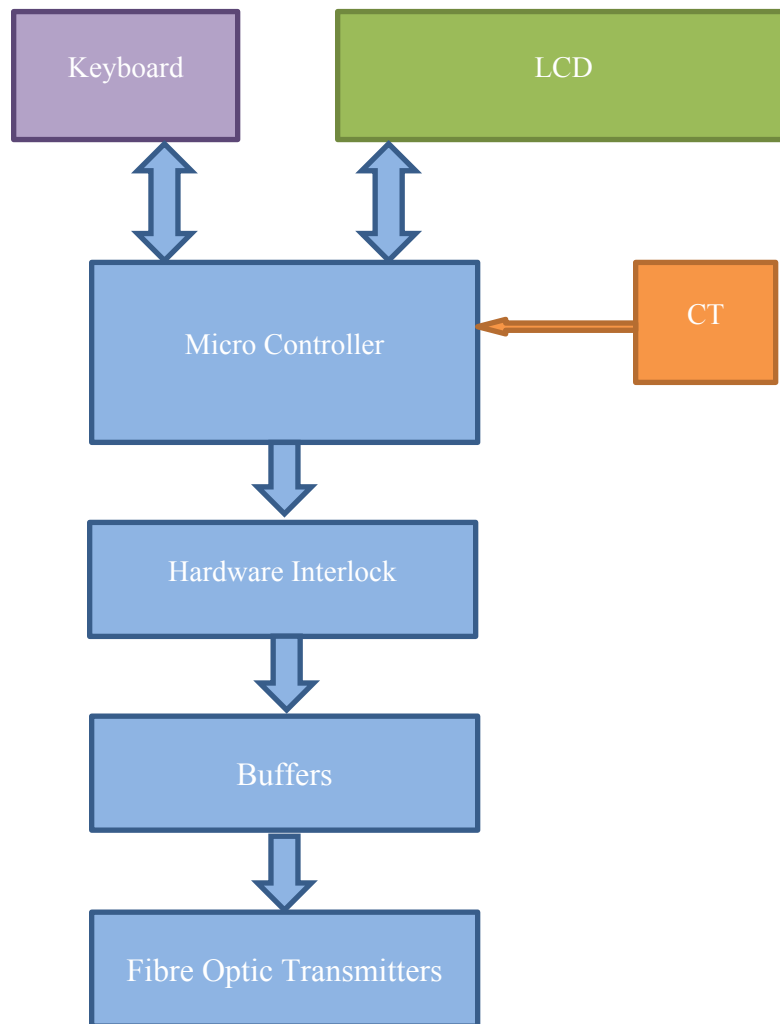 Keyboard
LCD
CT
Micro Controller
Hardware Interlock
Buffers
Fibre Optic Transmitters